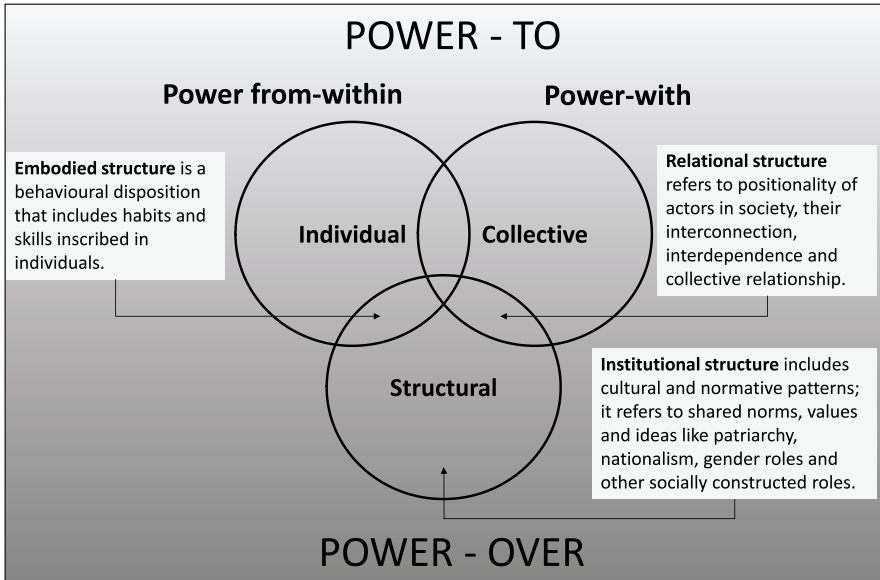 POWER - TO
Power from-within
Power-with
Embodied structure is a
behavioural disposition
that includes habits and
skills inscribed in
individuals.
Relational structure
refers to positionality of
actors in society, their
interconnection,
interdependence and
collective relationship.
Individual
Collective
Structural
Institutional structure includes
cultural and normative patterns;
it refers to shared norms, values
and ideas like patriarchy,
nationalism, gender roles and
other socially constructed roles.
POWER - OVER